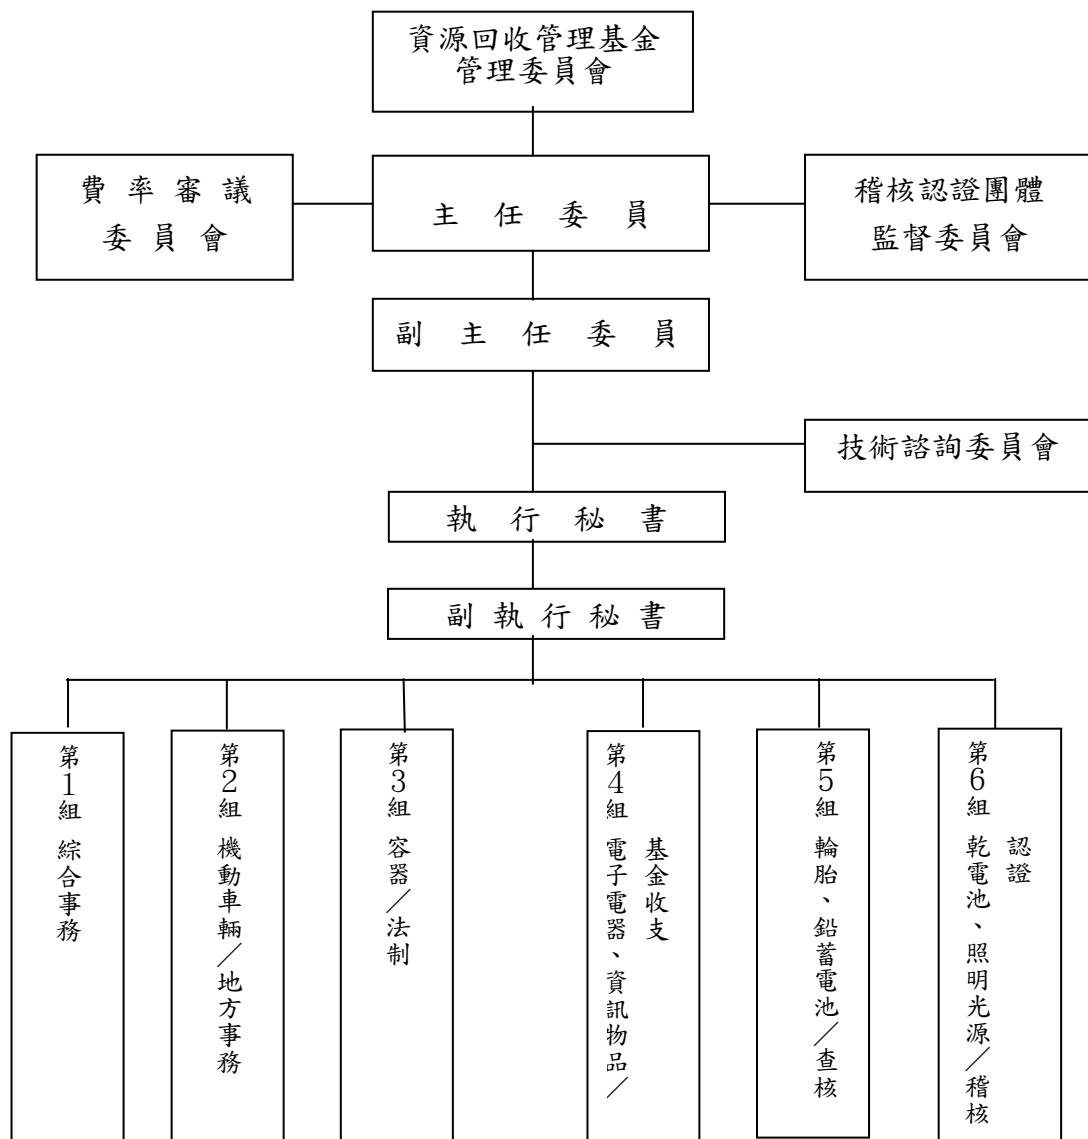 資源回收管理基金
管理委員會
費率審議
委員會
主任委員
稽核認證團體
監督委員會
副主任委員
技術諮詢委員會
執行秘書
副執行秘書
第1組 綜合事務
第2組 機動車輛／地方事務
第3組 容器／法制
第4組 電子電器、資訊物品／
基金收支
第5組 輪胎、鉛蓄電池／查核
第6組 乾電池、照明光源／稽核
認證